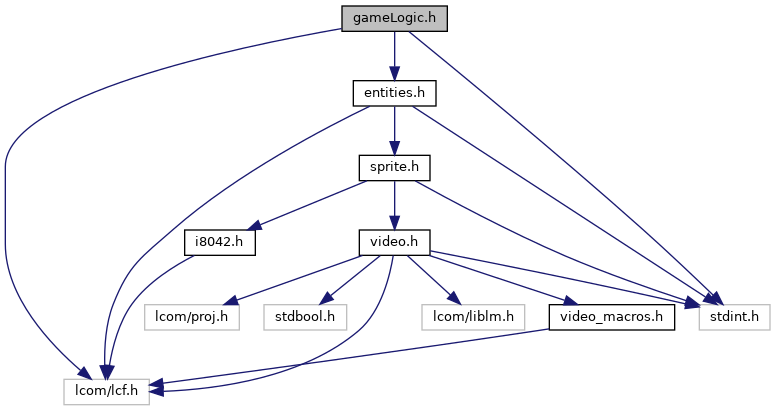 gameLogic.h
entities.h
sprite.h
i8042.h
video.h
lcom/proj.h
stdbool.h
lcom/liblm.h
video_macros.h
stdint.h
lcom/lcf.h